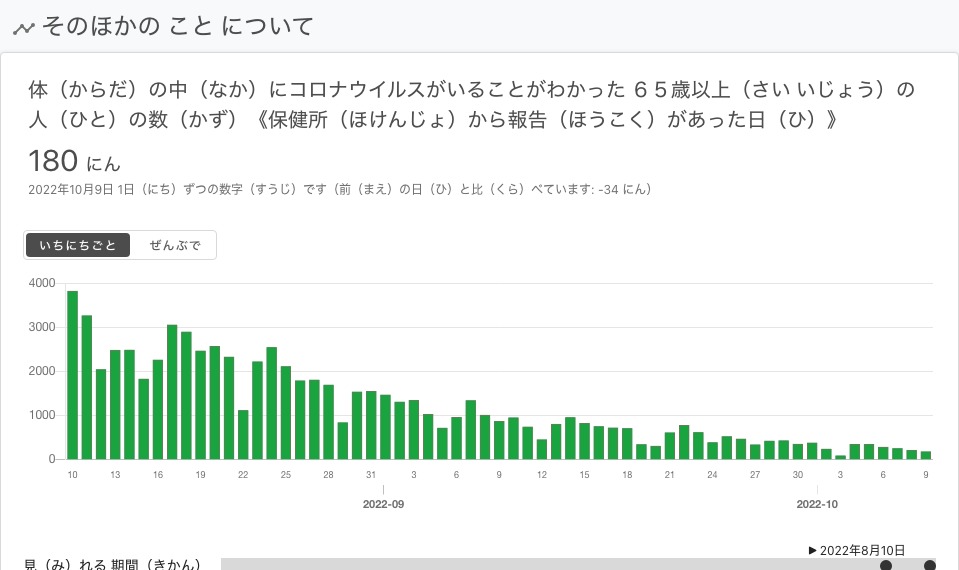 そのほかの こと について
体（からだ）の中（なか）にコロナウイルスがいることがわかった ６５歳以上（さい いじょう）の
人（ひと）の数（かず）《保健所（ほけんじょ）から報告（ほうこく）があった日（ひ）》
180 にん
2022年10月9日 1日（にち）ずつの数字（すうじ）です（前（まえ）の日（ひ）と比（くら）べています: -34 にん）
いちにちごと ぜんぶで
4000
3000
2000
1000
0
10 13 16 19 22 25 28 31 3 6 9 12 15 18 21 24 27 30 3 6 9
2022-09 2022-10
▶ 2022年8月10日
見（み）れる 期間（きかん）